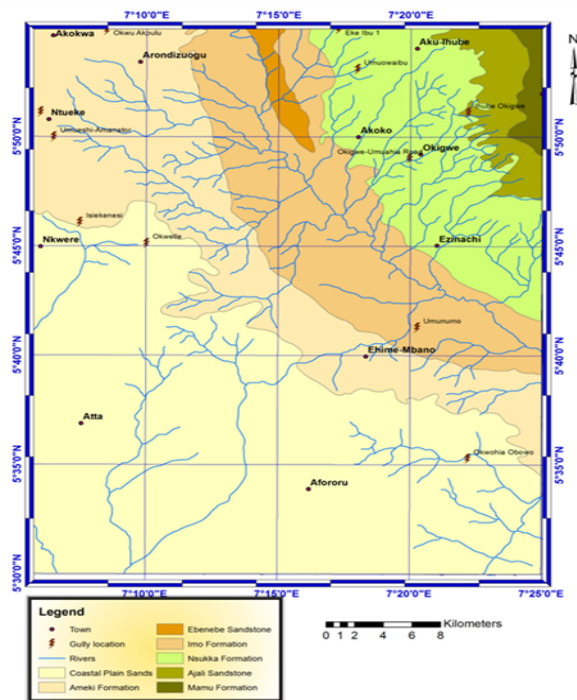 7°10'0"E 7°15'0"E 7°20'0"E
N
Akokwa
Okwu Akpulu
Eke Ibu 1
Aku-Ihube
Arondizuogu
Umuowaibu
Ntueke
Ihube Okigwe
Umueshi-Amanator
Akoko
5°50'0"N 5°50'0"N
Okigwe-Umuahia Road
Okigwe
Isiekenesi
Nkwere
Okwelle
Ezinachi
5°45'0"N 5°45'0"N
Umunumo
Ehime-Mbano
5°40'0"N 5°40'0"N
Atta
Okwohia Obowo
5°35'0"N 5°35'0"N
Afororu
5°30'0"N 5°30'0"N
7°10'0"E 7°15'0"E 7°20'0"E 7°25'0"E
Legend
Town
Gully location
Rivers
Coastal Plain Sands
Ameki Formation
Ebenebe Sandstone
Imo Formation
Nsukka Formation
Ajali Sandstone
Mamu Formation
Kilometers
0 1 2 4 6 8